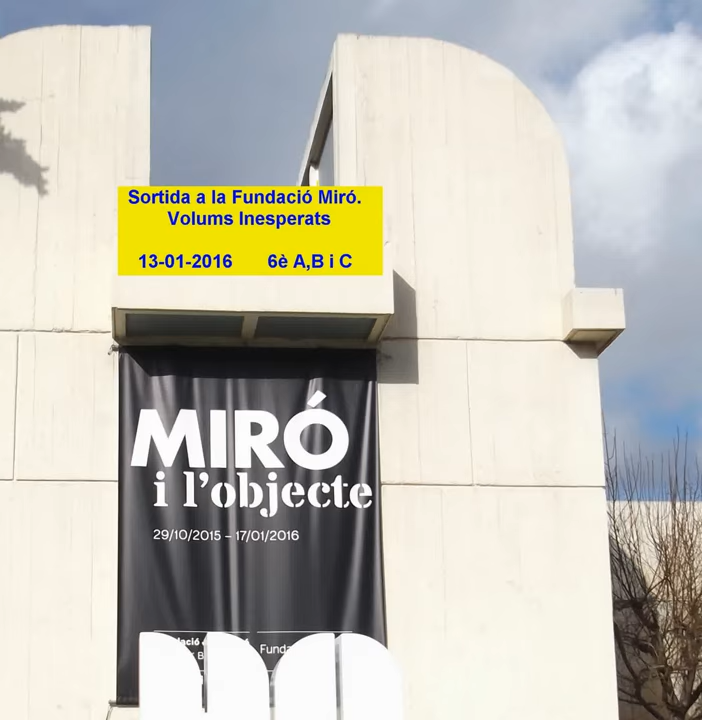 Sortida a la Fundació Miró.
Volums Inesperats
13-01-2016 6è A,B i C
MIRÓ
i l'objecte
29/10/2015 – 17/01/2016